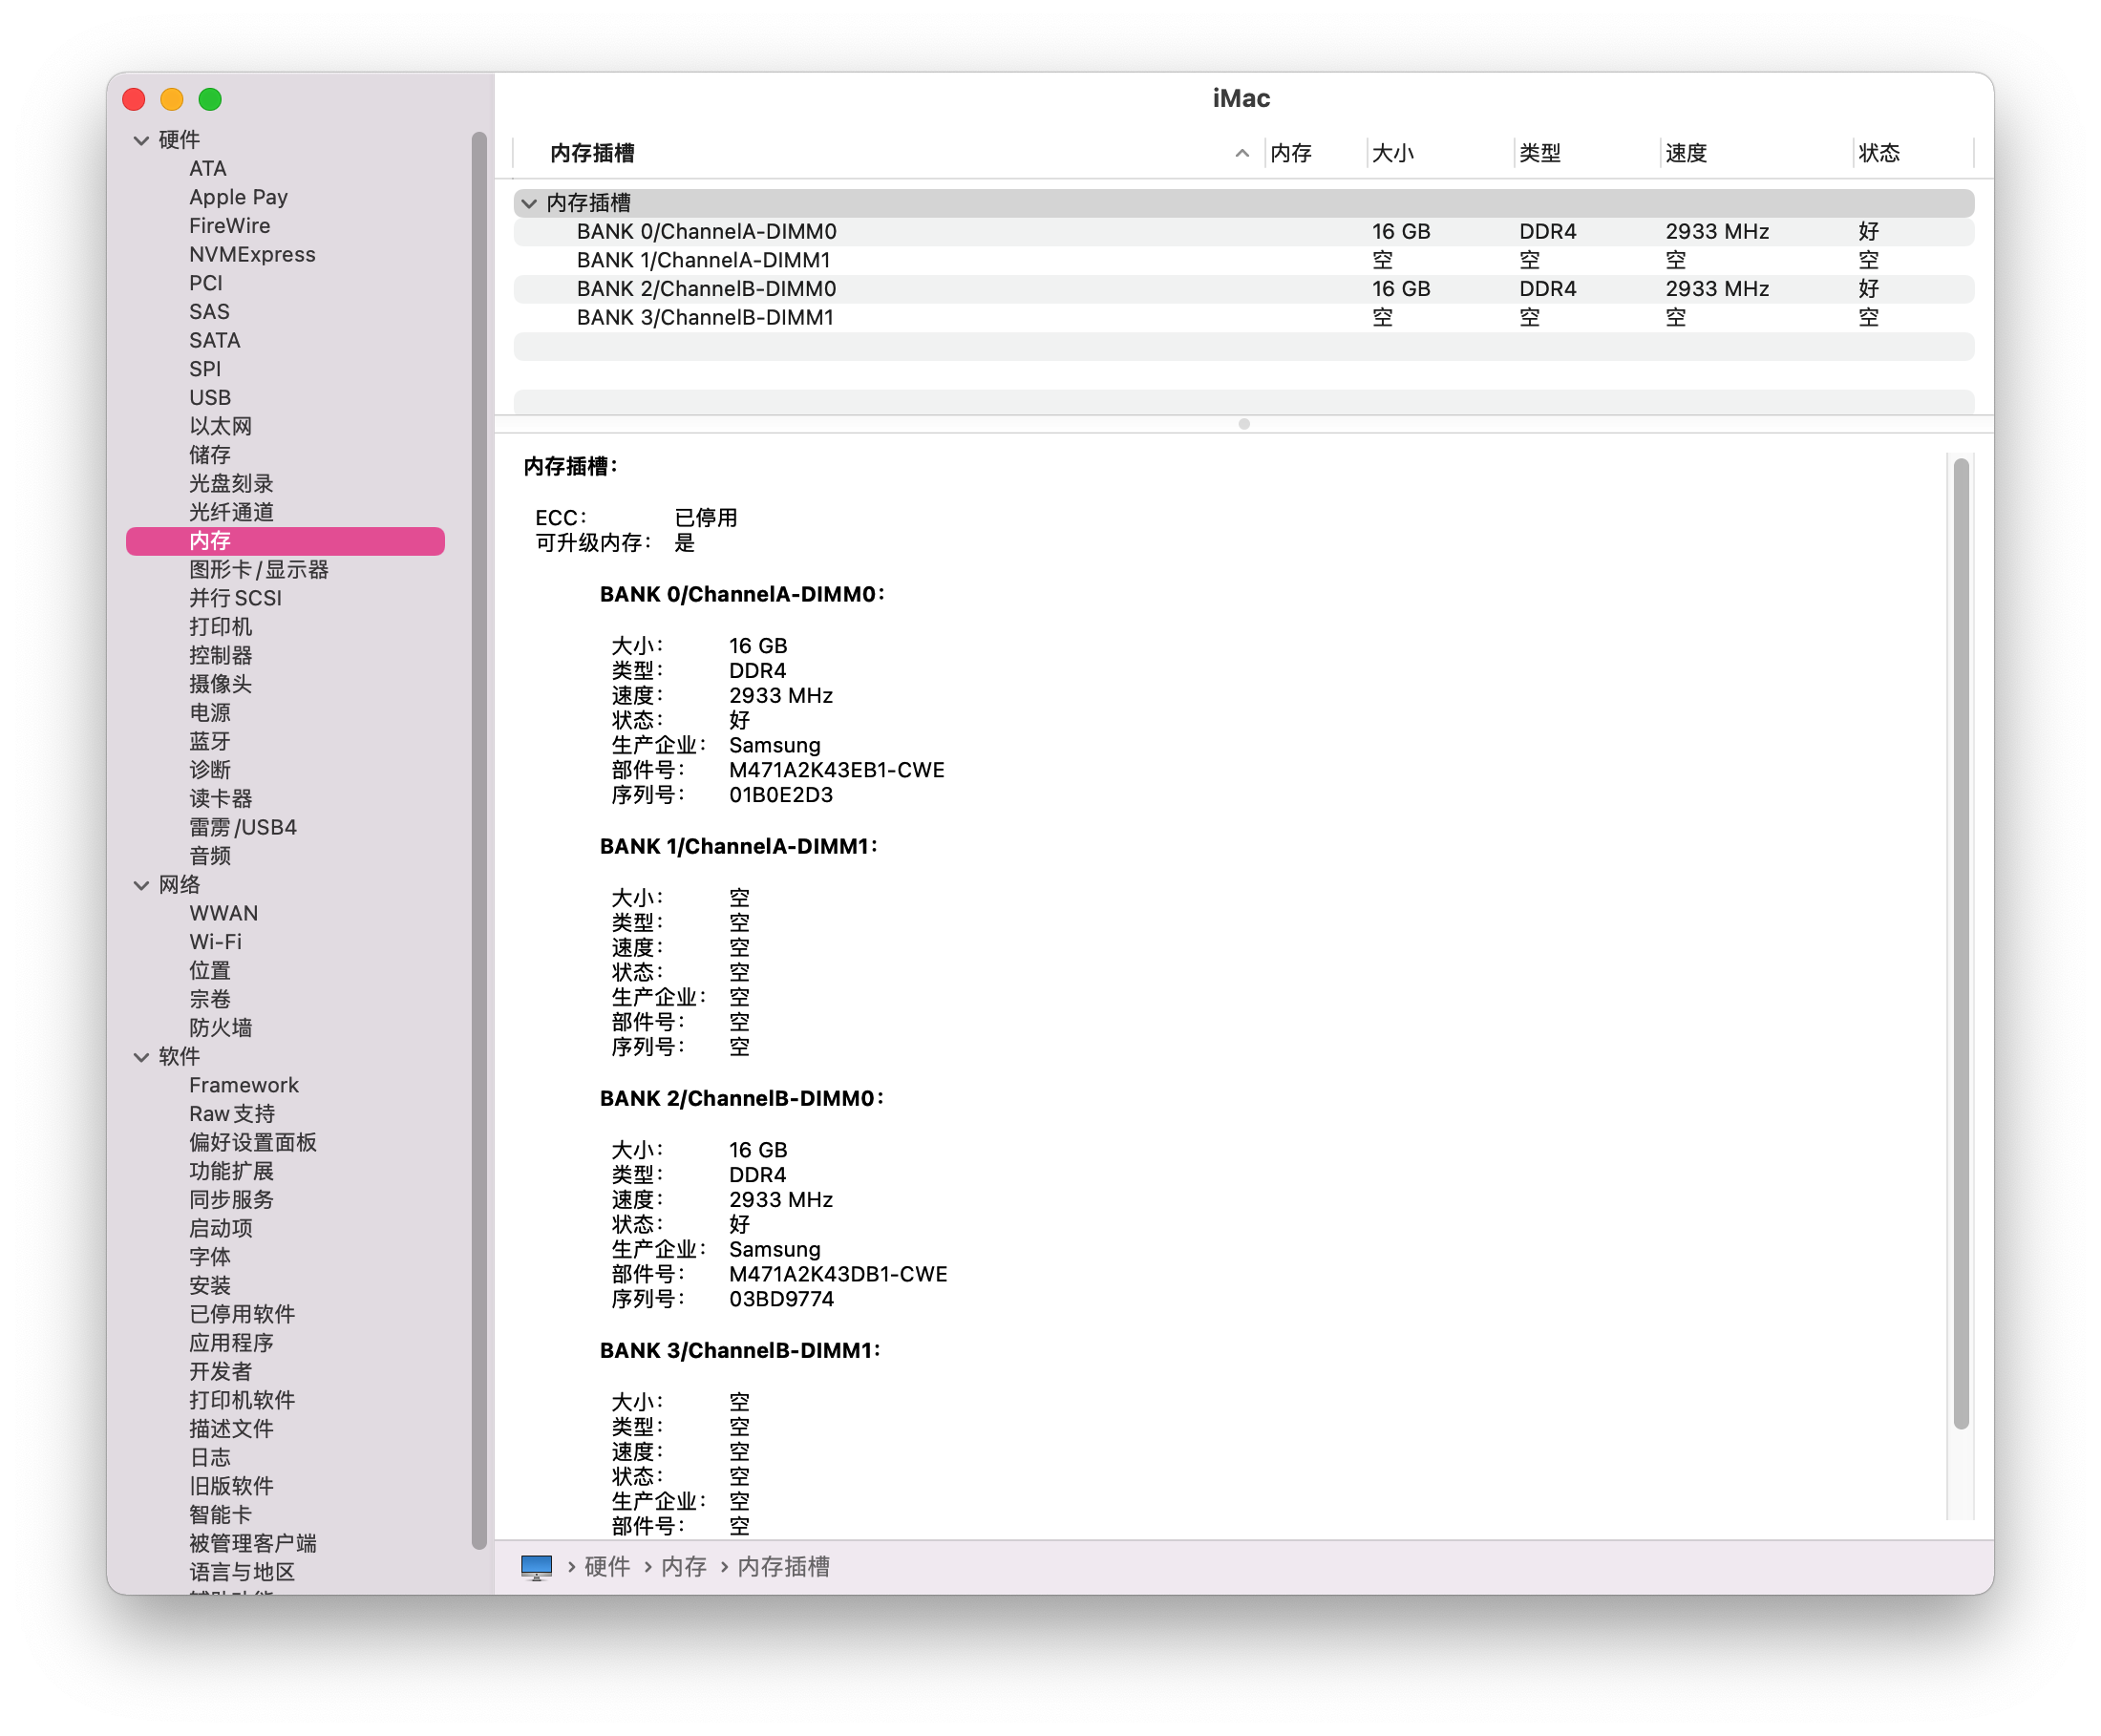 iMac
硬件
ATA
Apple Pay
FireWire
NVMExpress
PCI
SAS
SATA
SPI
USB
以太网
储存
光盘刻录
光纤通道
内存
图形卡/显示器
并行SCSI
打印机
控制器
摄像头
电源
蓝牙
诊断
读卡器
雷雳/USB4
音频
网络
WWAN
Wi-Fi
位置
宗卷
防火墙
软件
Framework
Raw支持
偏好设置面板
功能扩展
同步服务
启动项
字体
安装
已停用软件
应用程序
开发者
打印机软件
描述文件
日志
旧版软件
智能卡
被管理客户端
语言与地区
内存插槽 内存 大小 类型 速度 状态
内存插槽
BANK 0/ChannelA-DIMM0 16 GB DDR4 2933 MHz 好
BANK 1/ChannelA-DIMM1 空 空 空 空
BANK 2/ChannelB-DIMM0 16 GB DDR4 2933 MHz 好
BANK 3/ChannelB-DIMM1 空 空 空 空
内存插槽：
ECC： 已停用
可升级内存： 是
BANK 0/ChannelA-DIMM0：
大小： 16 GB
类型： DDR4
速度： 2933 MHz
状态： 好
生产企业： Samsung
部件号： M471A2K43EB1-CWE
序列号： 01B0E2D3
BANK 1/ChannelA-DIMM1：
大小： 空
类型： 空
速度： 空
状态： 空
生产企业： 空
部件号： 空
序列号： 空
BANK 2/ChannelB-DIMM0：
大小： 16 GB
类型： DDR4
速度： 2933 MHz
状态： 好
生产企业： Samsung
部件号： M471A2K43DB1-CWE
序列号： 03BD9774
BANK 3/ChannelB-DIMM1：
大小： 空
类型： 空
速度： 空
状态： 空
生产企业： 空
部件号： 空
› 硬件 › 内存 › 内存插槽